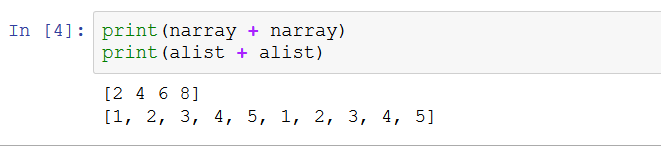 In [4]: print(narray + narray)
print(alist + alist)
[2 4 6 8]
[1, 2, 3, 4, 5, 1, 2, 3, 4, 5]